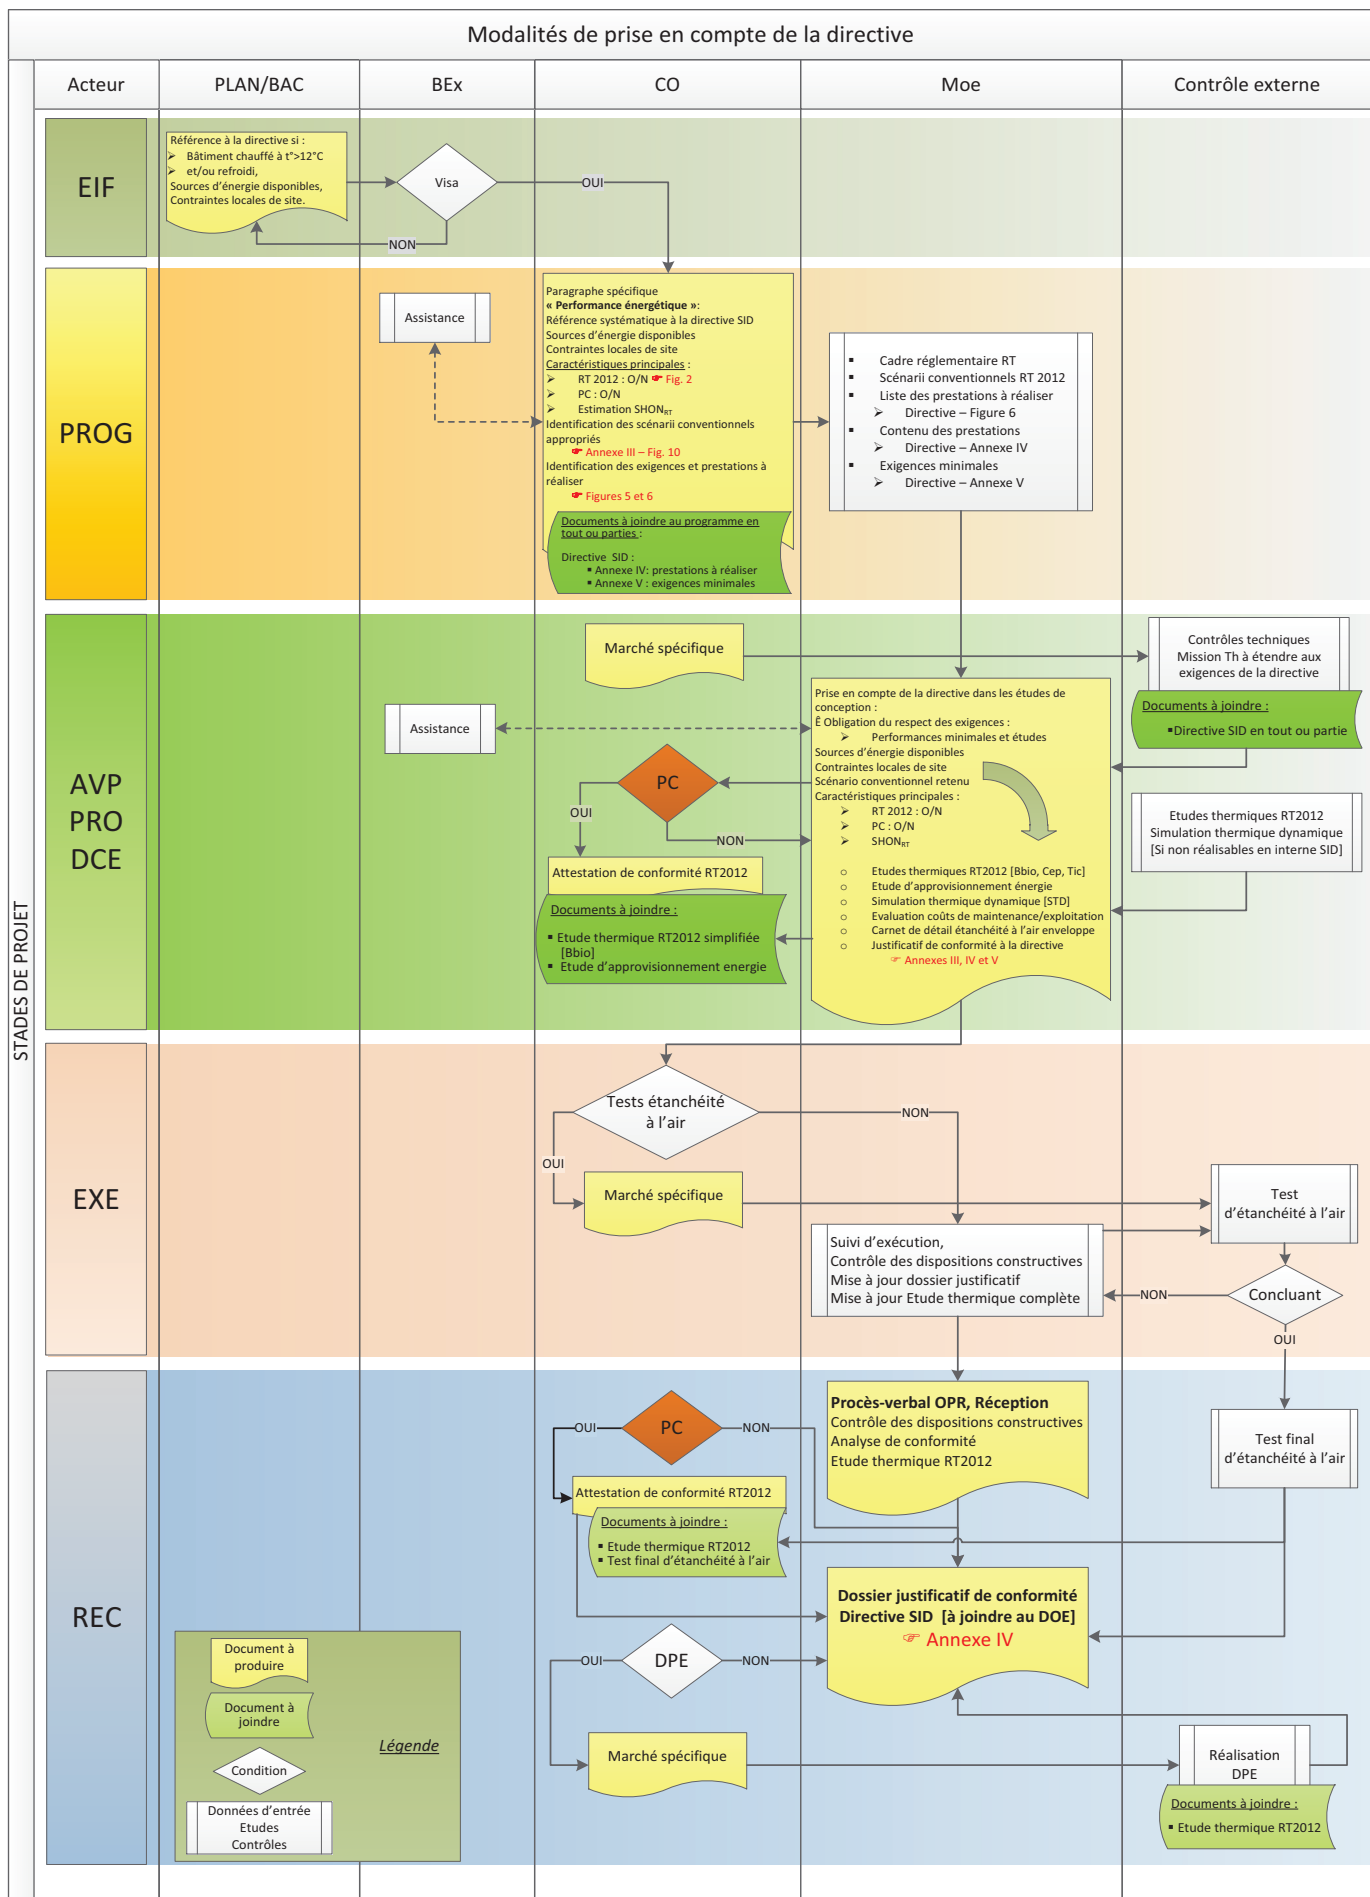 Modalités de prise en compte de la directive
STADES DE PROJET
Acteur
PLAN/BAC
BEx
CO
Moe
Contrôle externe
EIF
Référence à la directive si :
➢ Bâtiment chauffé à t°>12°C
➢ et/ou refroidi,
Sources d’énergie disponibles,
Contraintes locales de site.
Visa
OUI
NON
PROG
Assistance
Paragraphe spécifique
« Performance énergétique »:
Référence systématique à la directive SID
Sources d’énergie disponibles
Contraintes locales de site
Caractéristiques principales :
➢ RT 2012 : O/N ☛ Fig. 2
➢ PC : O/N
➢ Estimation SHONRT
Identification des scénarii conventionnels
appropriés
☛ Annexe III – Fig. 10
Identification des exigences et prestations à
réaliser
☛ Figures 5 et 6
Documents à joindre au programme en
tout ou parties :
Directive SID :
▪ Annexe IV: prestations à réaliser
▪ Annexe V : exigences minimales
▪ Cadre réglementaire RT
▪ Scénarii conventionnels RT 2012
▪ Liste des prestations à réaliser
➢ Directive – Figure 6
▪ Contenu des prestations
➢ Directive – Annexe IV
▪ Exigences minimales
➢ Directive – Annexe V
AVP
PRO
DCE
Marché spécifique
Contrôles techniques
Mission Th à étendre aux
exigences de la directive
Documents à joindre :
▪Directive SID en tout ou partie
Assistance
Prise en compte de la directive dans les études de
conception :
Ê Obligation du respect des exigences :
➢ Performances minimales et études
Sources d’énergie disponibles
Contraintes locales de site
Scénario conventionnel retenu
Caractéristiques principales :
➢ RT 2012 : O/N
➢ PC : O/N
➢ SHONRT
o Etudes thermiques RT2012 [Bbio, Cep, Tic]
o Etude d’approvisionnement énergie
o Simulation thermique dynamique [STD]
o Evaluation coûts de maintenance/exploitation
o Carnet de détail étanchéité à l’air enveloppe
o Justificatif de conformité à la directive
☞ Annexes III, IV et V
PC
OUI
NON
Attestation de conformité RT2012
Documents à joindre :
▪ Etude thermique RT2012 simplifiée
[Bbio]
▪ Etude d’approvisionnement energie
Etudes thermiques RT2012
Simulation thermique dynamique
[Si non réalisables en interne SID]
EXE
Tests étanchéité
à l’air
NON
OUI
Marché spécifique
Test
d’étanchéité à l’air
Suivi d’exécution,
Contrôle des dispositions constructives
Mise à jour dossier justificatif
Mise à jour Etude thermique complète
NON
Concluant
OUI
REC
OUI
PC
NON
Procès-verbal OPR, Réception
Contrôle des dispositions constructives
Analyse de conformité
Etude thermique RT2012
Test final
d’étanchéité à l’air
Attestation de conformité RT2012
Documents à joindre :
▪ Etude thermique RT2012
▪ Test final d’étanchéité à l’air
Dossier justificatif de conformité
Directive SID [à joindre au DOE]
☞ Annexe IV
OUI
DPE
NON
Marché spécifique
Réalisation
DPE
Documents à joindre :
▪ Etude thermique RT2012
Document à
produire
Document à
joindre
Légende
Condition
Données d’entrée
Etudes
Contrôles